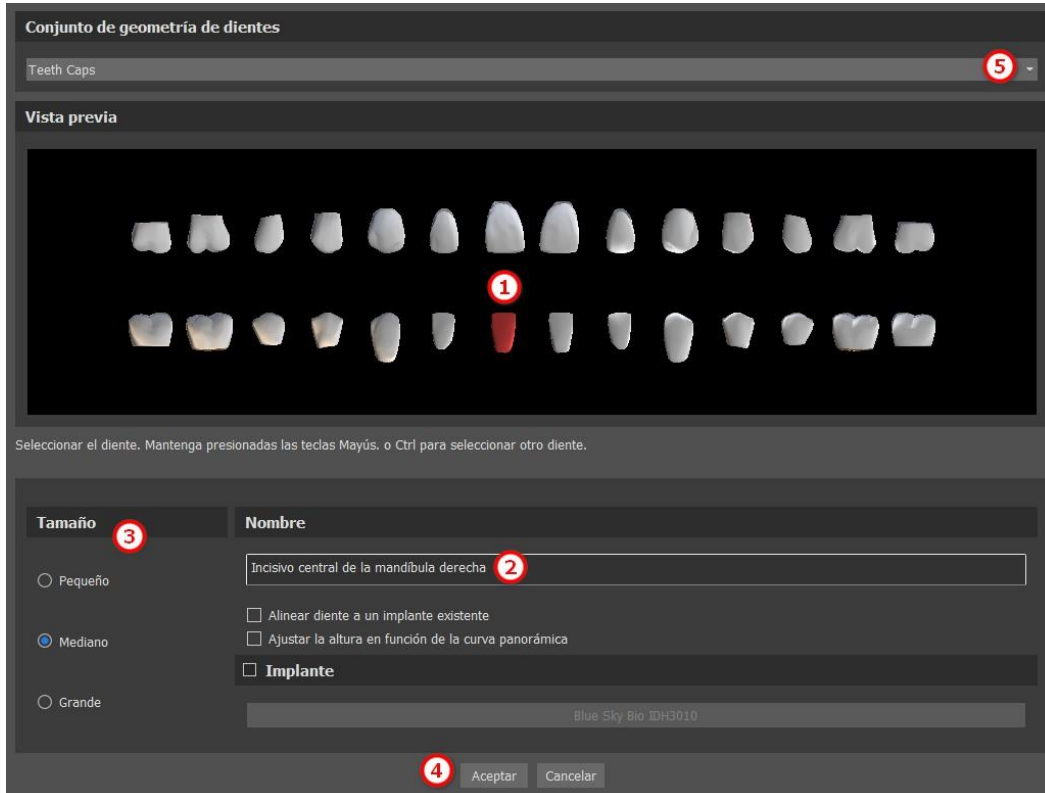 Conjunto de geometría de dientes
Teeth Caps
5
Vista previa
1
Seleccionar el diente. Mantenga presionadas las teclas Mayús. o Ctrl para seleccionar otro diente.
Tamaño
3
Nombre
Incisivo central de la mandíbula derecha
2
Pequeño
Alinear diente a un implante existente
Mediano
Ajustar la altura en función de la curva panorámica
Implante
Grande
Blue Sky Bio IDH3010
4
Aceptar
Cancelar